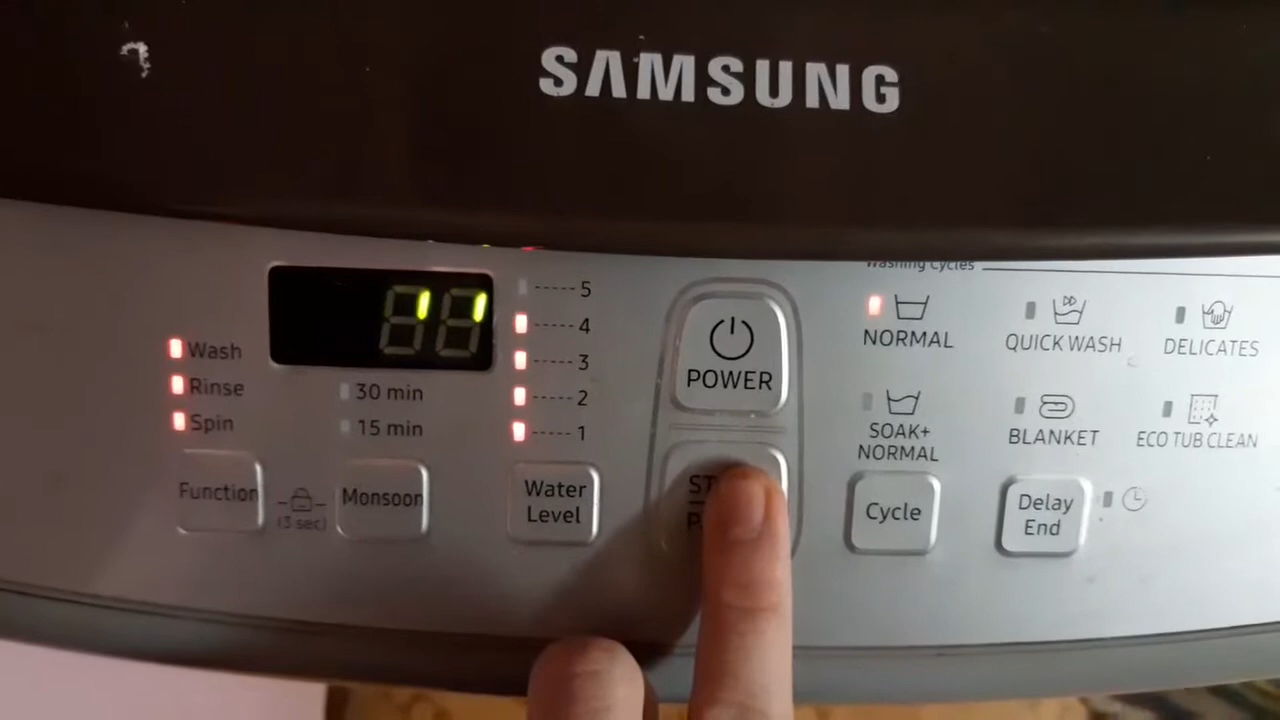 SAMSUNG
Washing Cycles
Wash
Rinse
Spin
30 min
15 min
5
4
3
2
1
POWER
NORMAL
QUICK WASH
DELICATES
SOAK+
NORMAL
BLANKET
ECO TUB CLEAN
Function
(3 sec)
Monsoon
Water
Level
Cycle
Delay
End